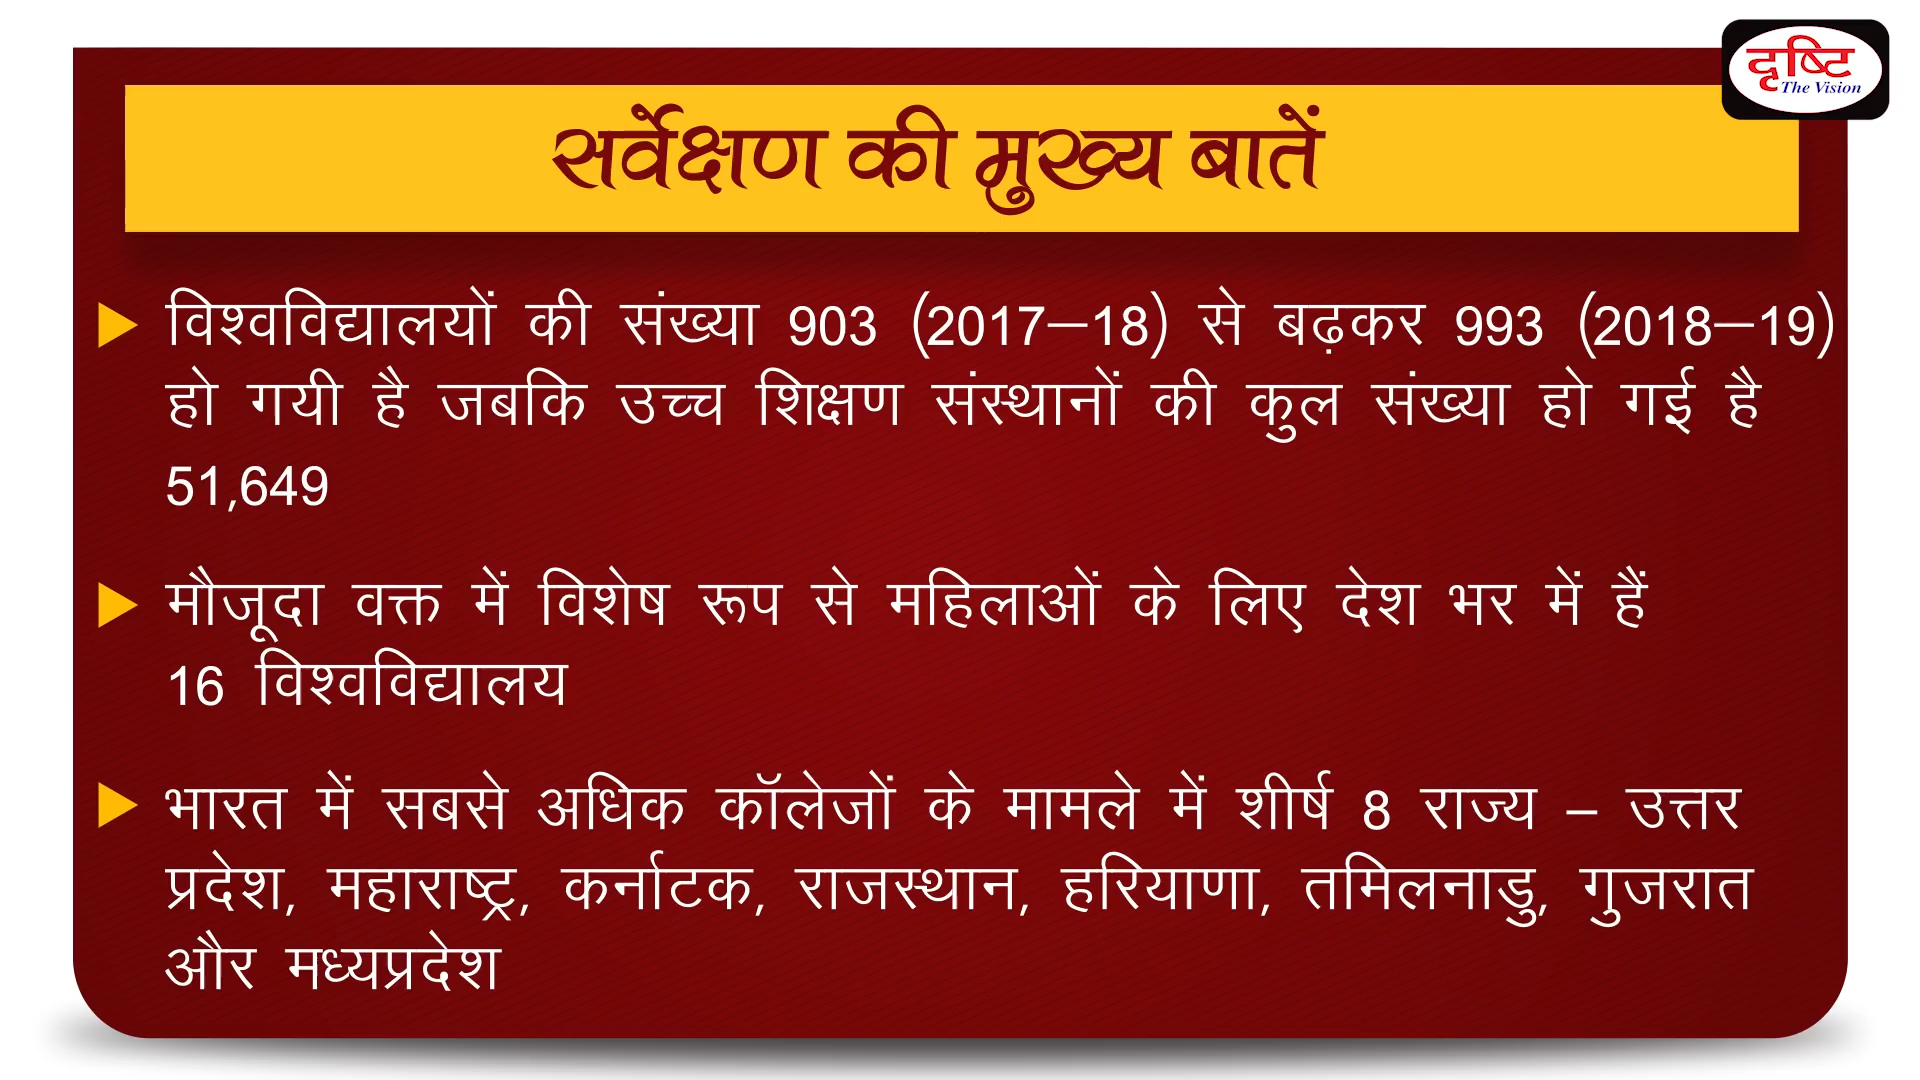 दृष्टि
The Vision
सर्वेक्षण की मुख्य बातें
विश्वविद्यालयों की संख्या 903 (2017–18) से बढ़कर 993 (2018–19)
हो गयी है जबकि उच्च शिक्षण संस्थानों की कुल संख्या हो गई है
51,649
मौजूदा वक्त में विशेष रूप से महिलाओं के लिए देश भर में हैं
16 विश्वविद्यालय
भारत में सबसे अधिक कॉलेजों के मामले में शीर्ष 8 राज्य – उत्तर
प्रदेश, महाराष्ट्र, कर्नाटक, राजस्थान, हरियाणा, तमिलनाडु, गुजरात
और मध्यप्रदेश